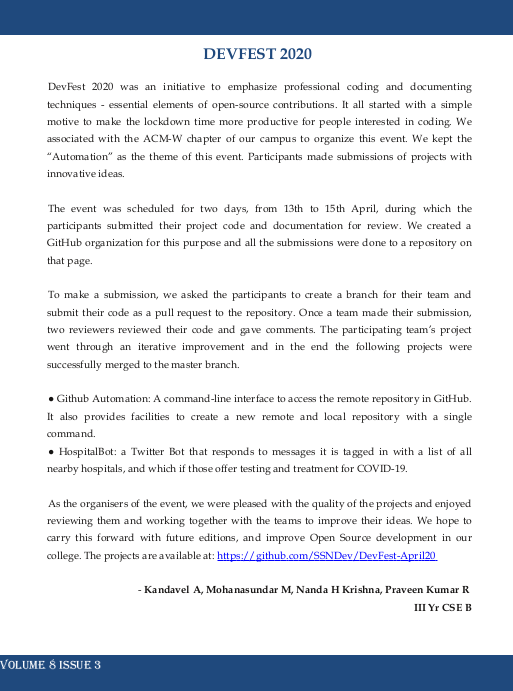 DEVFEST 2020
DevFest 2020 was an initiative to emphasize professional coding and documenting
techniques - essential elements of open-source contributions. It all started with a simple
motive to make the lockdown time more productive for people interested in coding. We
associated with the ACM-W chapter of our campus to organize this event. We kept the
“Automation” as the theme of this event. Participants made submissions of projects with
innovative ideas.
The event was scheduled for two days, from 13th to 15th April, during which the
participants submitted their project code and documentation for review. We created a
GitHub organization for this purpose and all the submissions were done to a repository on
that page.
To make a submission, we asked the participants to create a branch for their team and
submit their code as a pull request to the repository. Once a team made their submission,
two reviewers reviewed their code and gave comments. The participating team’s project
went through an iterative improvement and in the end the following projects were
successfully merged to the master branch.
● Github Automation: A command-line interface to access the remote repository in GitHub.
It also provides facilities to create a new remote and local repository with a single
command.
● HospitalBot: a Twitter Bot that responds to messages it is tagged in with a list of all
nearby hospitals, and which if those offer testing and treatment for COVID-19.
As the organisers of the event, we were pleased with the quality of the projects and enjoyed
reviewing them and working together with the teams to improve their ideas. We hope to
carry this forward with future editions, and improve Open Source development in our
college. The projects are available at: https://github.com/SSNDev/DevFest-April20
- Kandavel A, Mohanasundar M, Nanda H Krishna, Praveen Kumar R
III Yr CSE B
VOLUME 8 ISSUE 3